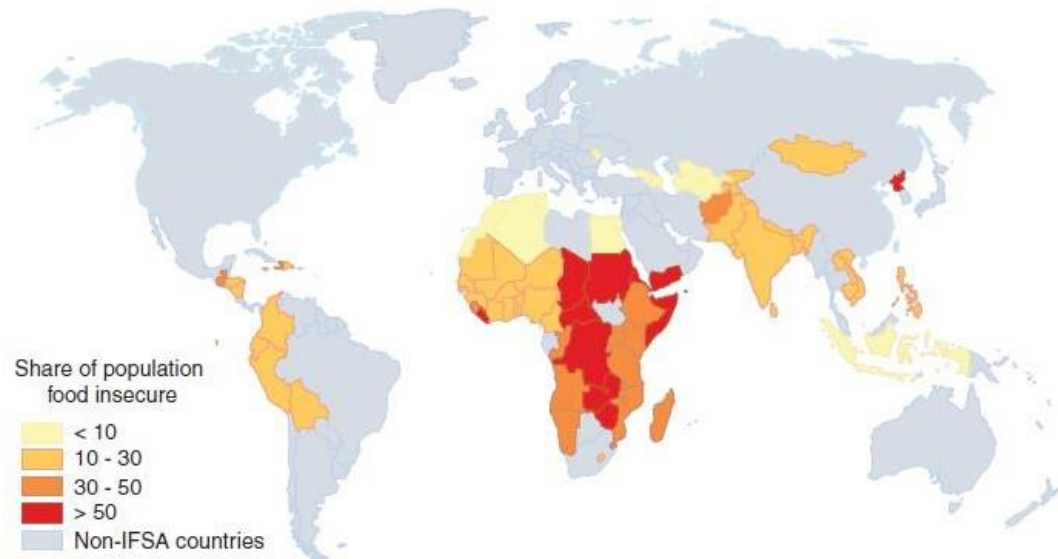 Share of population
food insecure
< 10
10 - 30
30 - 50
> 50
Non-IFSA countries